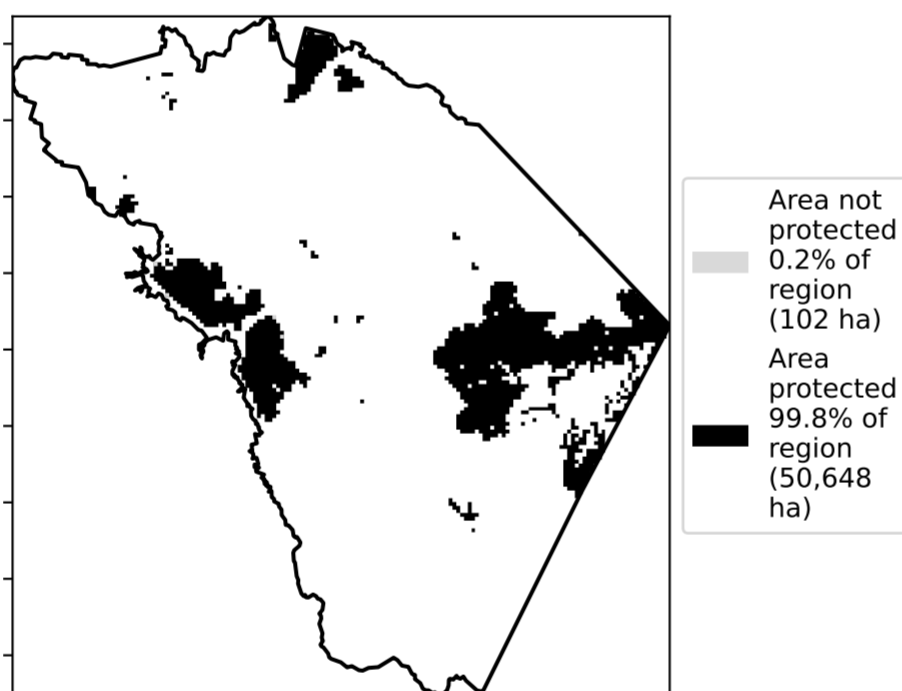 Area not
protected
0.2% of
region
(102 ha)
Area
protected
99.8% of
region
(50,648
ha)